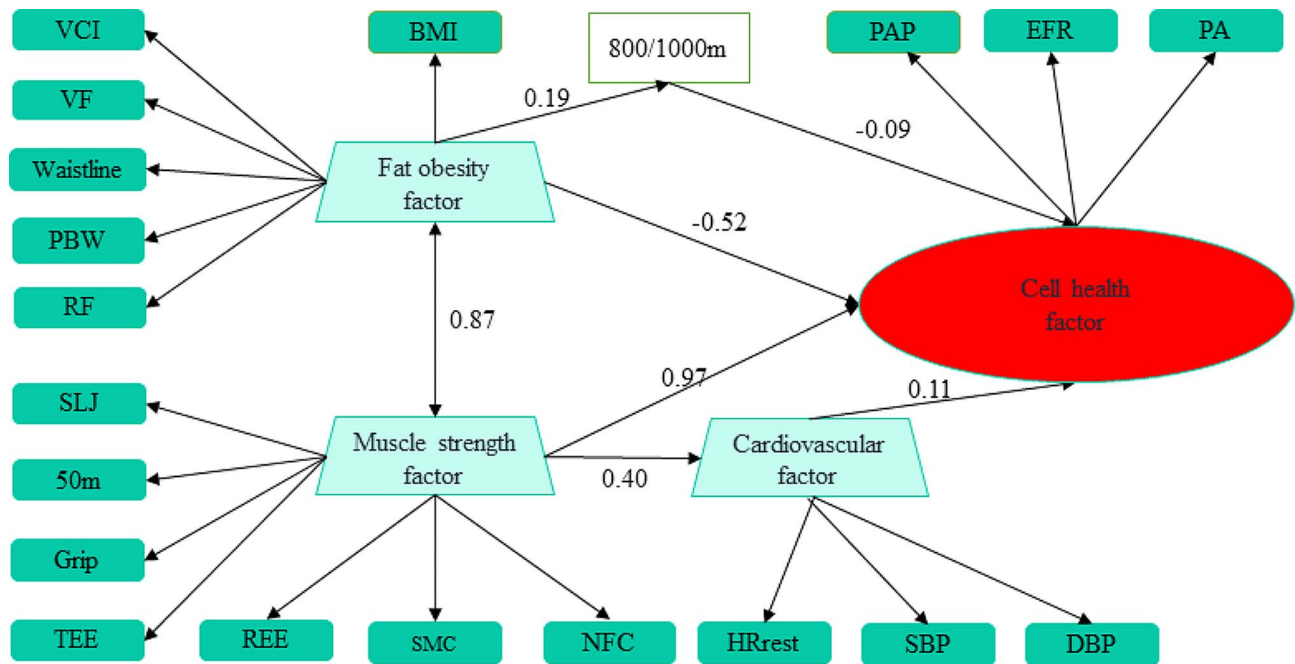 VCI
BMI
800/1000m
PAP
EFR
PA
VF
0.19
-0.09
Waistline
Fat obesity
factor
PBW
-0.52
RF
Cell health
factor
0.87
SLJ
0.97
0.11
Muscle strength
factor
Cardiovascular
factor
50m
0.40
Grip
TEE
REE
SMC
NFC
HRrest
SBP
DBP